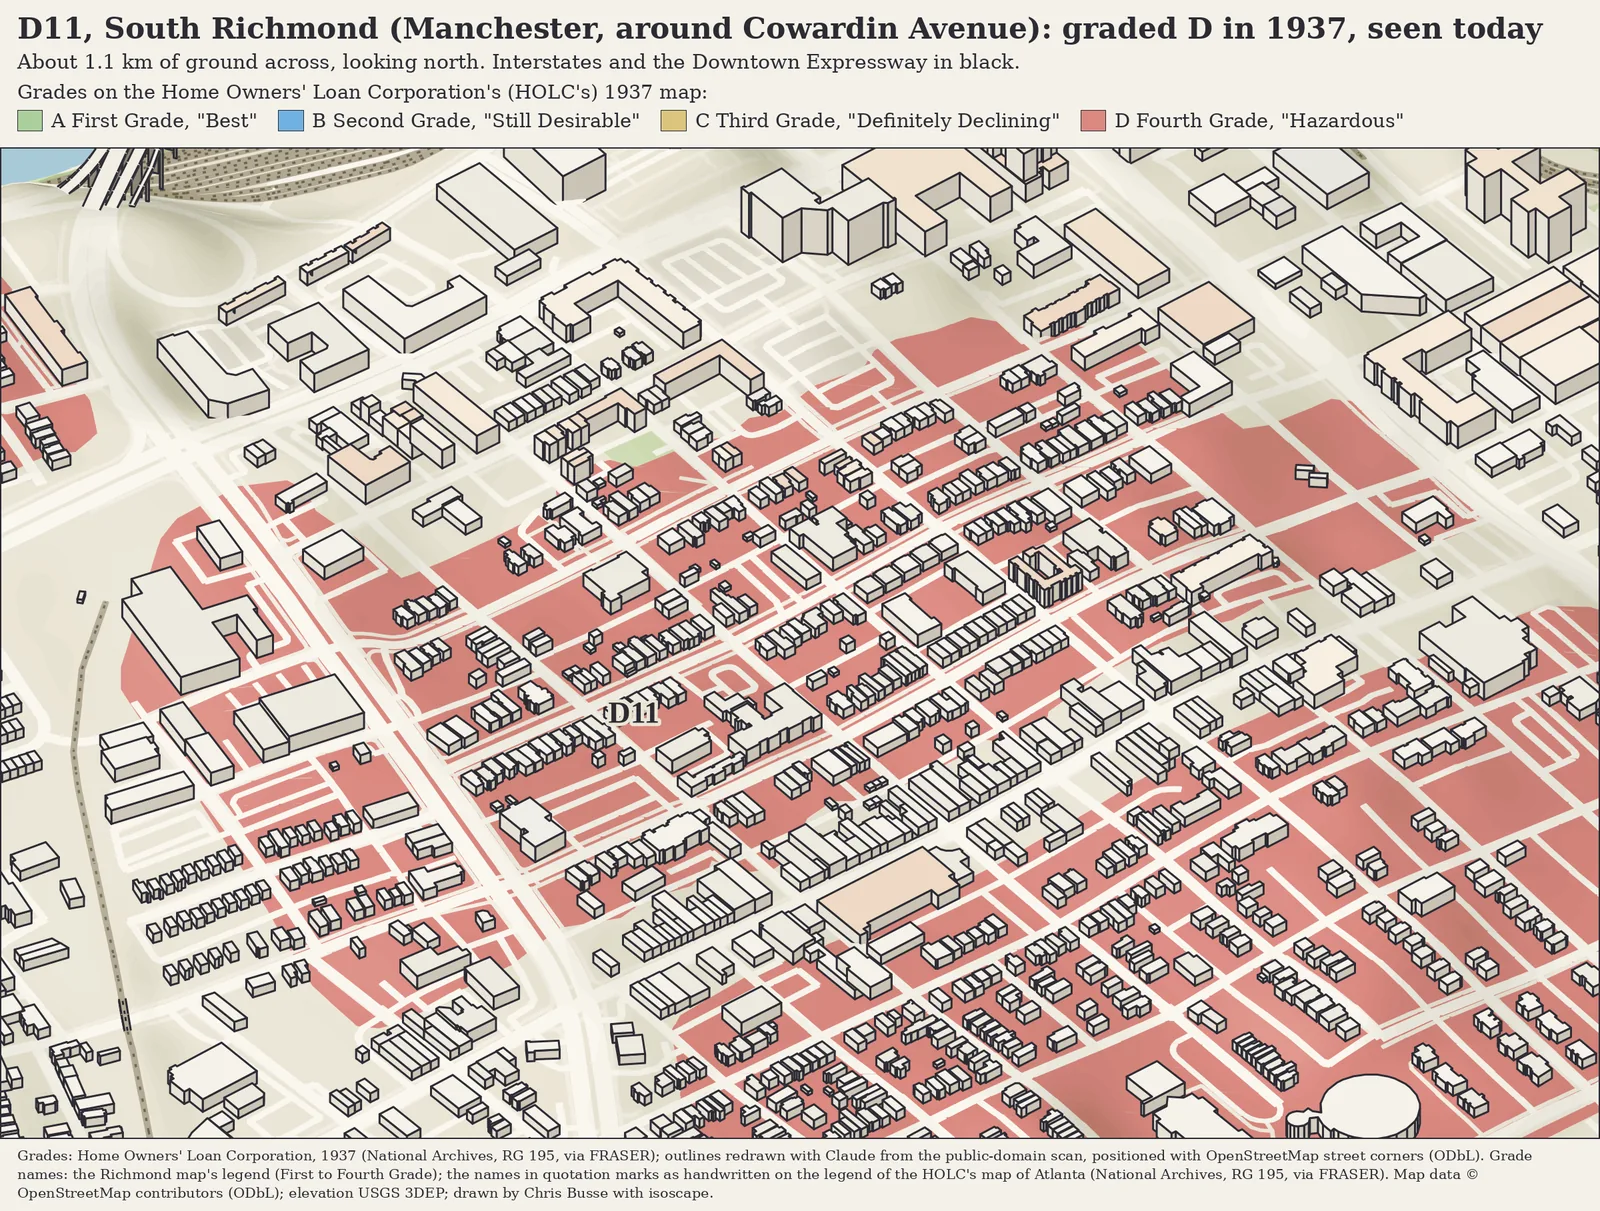 D11, South Richmond (Manchester, around Cowardin Avenue): graded D in 1937, seen today
About 1.1 km of ground across, looking north. Interstates and the Downtown Expressway in black.
Grades on the Home Owners' Loan Corporation's (HOLC's) 1937 map:
A First Grade, "Best" B Second Grade, "Still Desirable" C Third Grade, "Definitely Declining" D Fourth Grade, "Hazardous"
D11
Grades: Home Owners' Loan Corporation, 1937 (National Archives, RG 195, via FRASER); outlines redrawn with Claude from the public-domain scan, positioned with OpenStreetMap street corners (ODbL). Grade
names: the Richmond map's legend (First to Fourth Grade); the names in quotation marks as handwritten on the legend of the HOLC's map of Atlanta (National Archives, RG 195, via FRASER). Map data ©
OpenStreetMap contributors (ODbL); elevation USGS 3DEP; drawn by Chris Busse with isoscape.